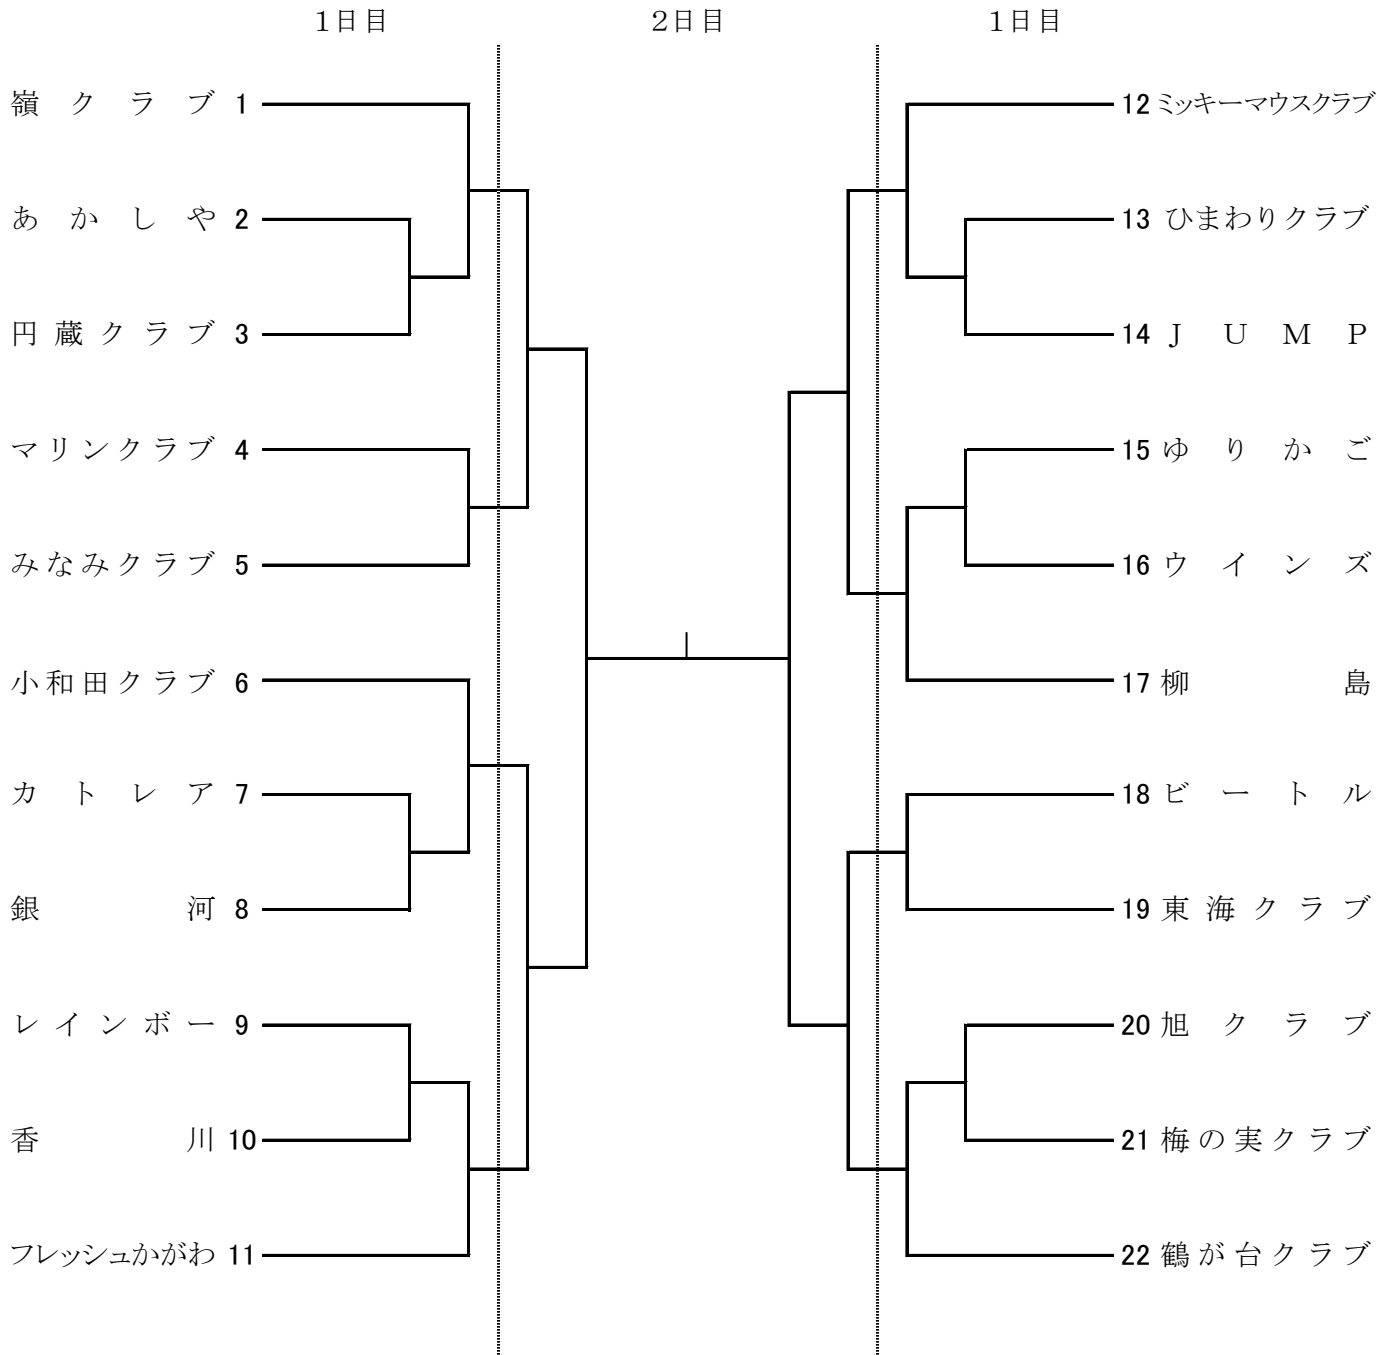 1日目 2日目 1日目
嶺クラブ 1
あかしや 2
円蔵クラブ 3
マリンクラブ 4
みなみクラブ 5
小和田クラブ 6
カトレア 7
銀河 8
レインボー 9
香川 10
フレッシュかがわ 11
12 ミッキーマウスクラブ
13 ひまわりクラブ
14 JUMP
15 ゆりかご
16 ウインズ
17 柳島
18 ビートル
19 東海クラブ
20 旭クラブ
21 梅の実クラブ
22 鶴が台クラブ